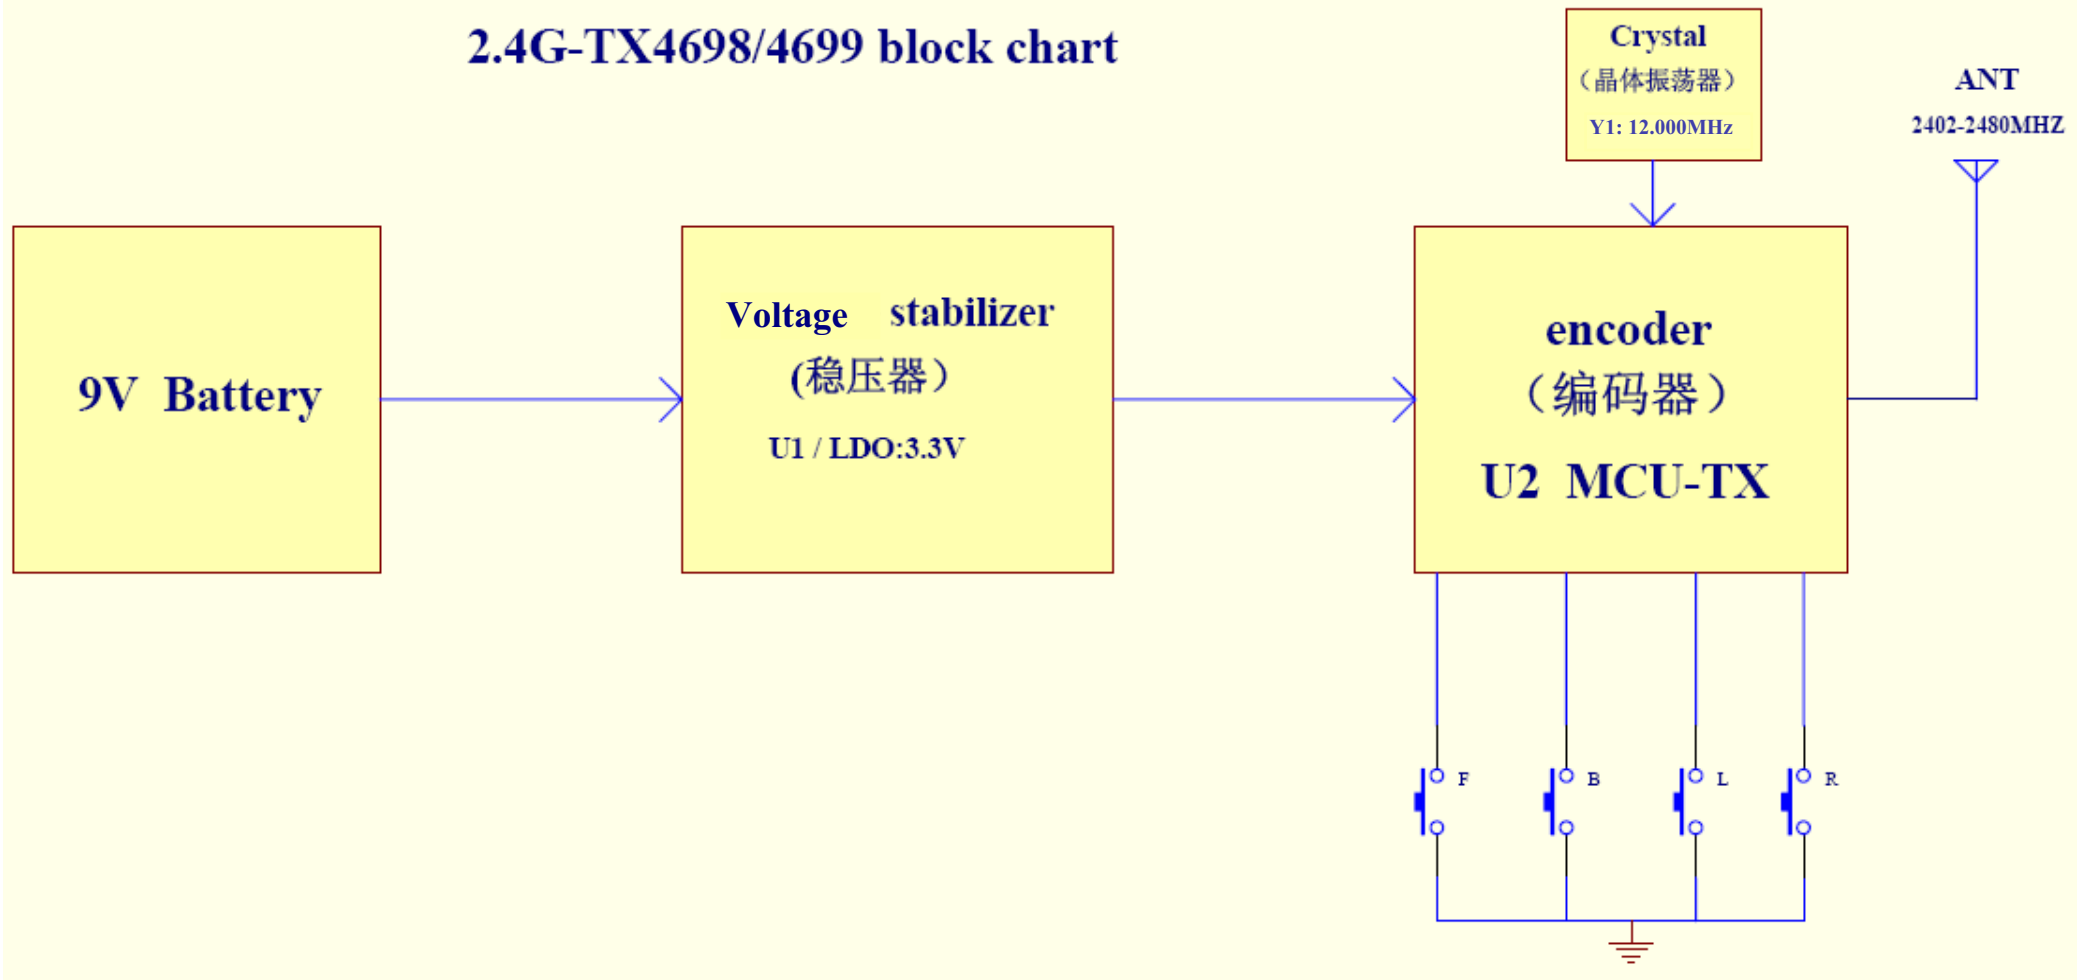 2.4G-TX4698/4699 block chart
Crystal
（晶体振荡器）
Y1: 12.000MHz
ANT
2402-2480MHZ
9V Battery
Voltage stabilizer
(稳压器）
U1 / LDO:3.3V
encoder
（编码器）
U2 MCU-TX
F
B
L
R